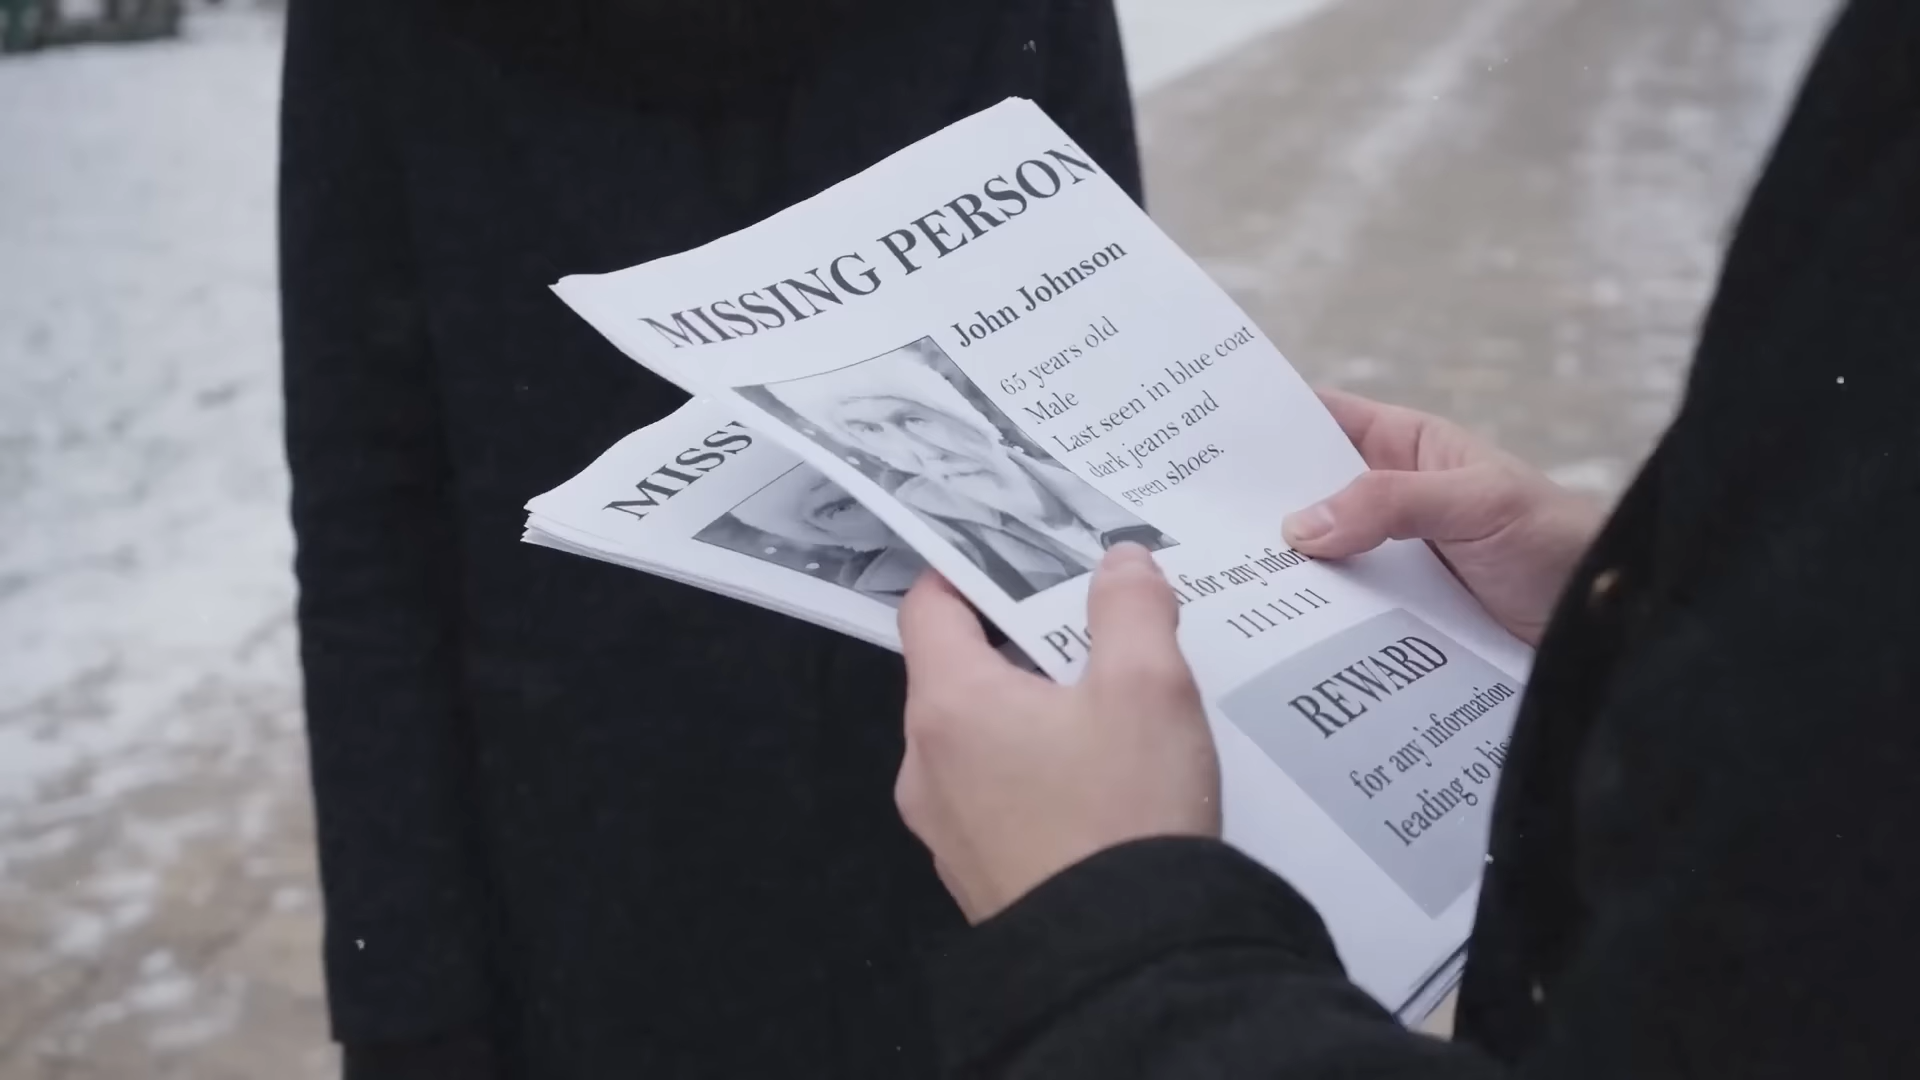 MISSING PERSON
John Johnson
65 years old
Male
Last seen in blue coat
dark jeans and
green shoes.
for any
111 11 11
REWARD
for any information
leading to
MISS